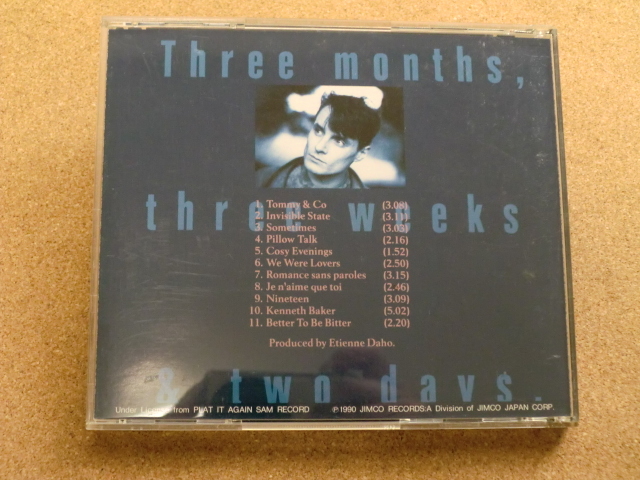 Three months,
three weeks
& two days.
1. Tommy & Co (3.08)
2. Invisible State (3.11)
3. Sometimes (3.03)
4. Pillow Talk (2.16)
5. Cosy Evenings (1.52)
6. We Were Lovers (2.50)
7. Romance sans paroles (3.15)
8. Je n'aime que toi (2.46)
9. Nineteen (3.09)
10. Kenneth Baker (5.02)
11. Better To Be Bitter (2.20)
Produced by Etienne Daho.
Under License from PLAT IT AGAIN SAM RECORD ℗1990 JIMCO RECORDS:A Division of JIMCO JAPAN CORP.